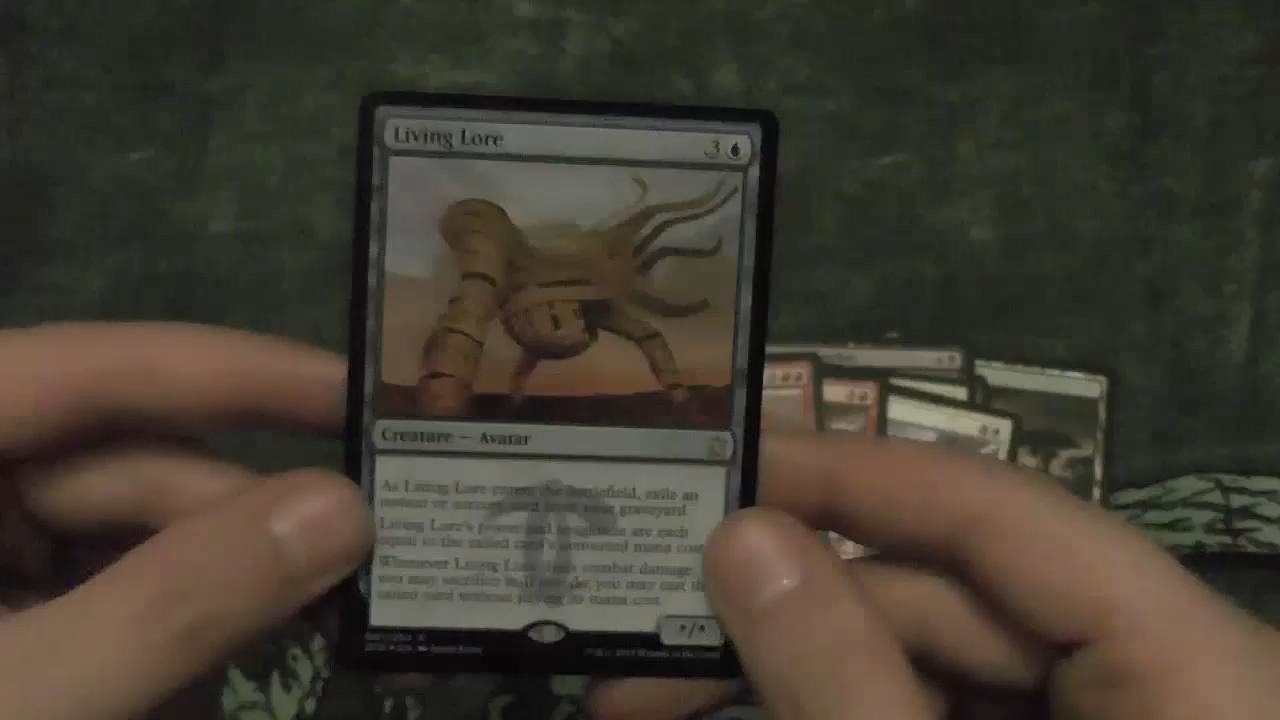 Living Lore 3
Creature — Avatar
As Living Lore enters the battlefield, exile an
instant or sorcery card from your graveyard
Living Lore's power and toughness are each
equal to the exiled card's converted mana cost
Whenever Living Lore deals combat damage
you may sacrifice it. If you do, you may cast th
exiled card without paying its mana cost.
*/*